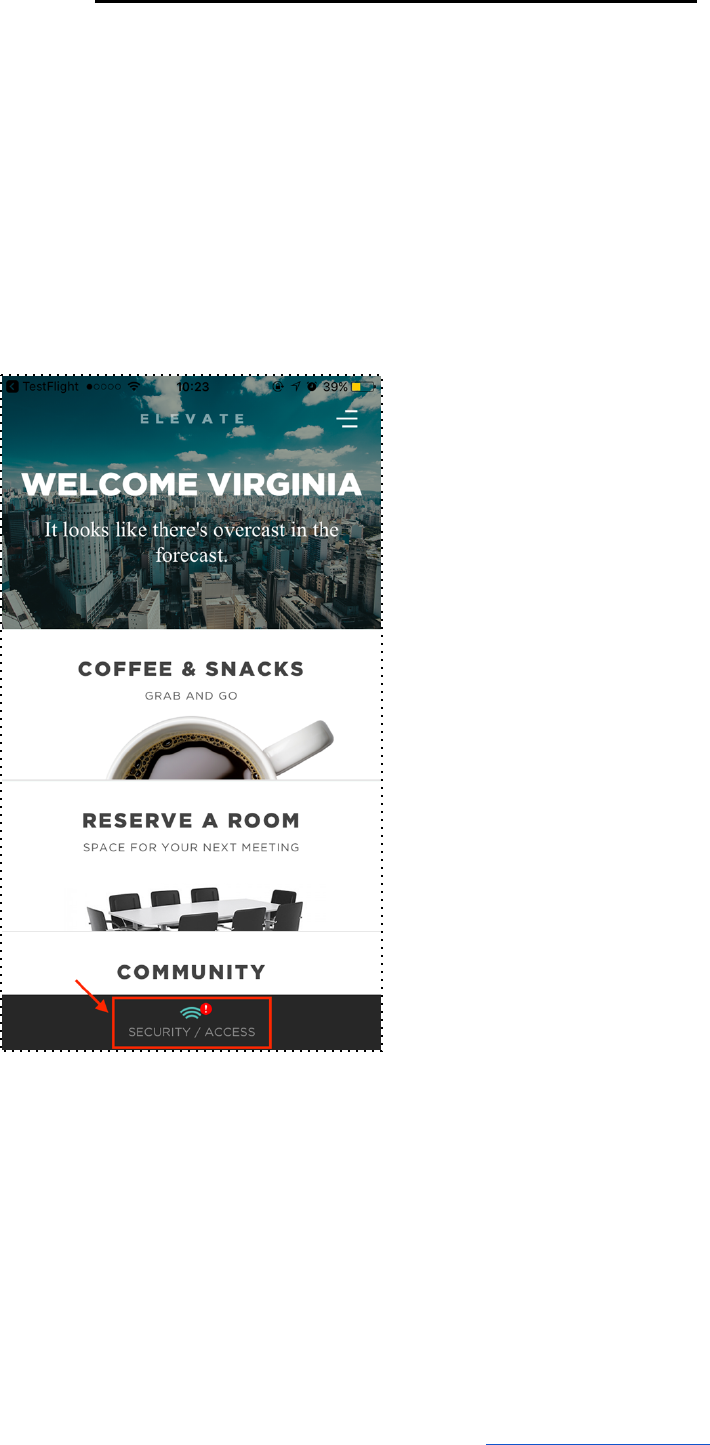 TestFlight 10:23 39%
ELEVATE
WELCOME VIRGINIA
It looks like there's overcast in the
forecast.
COFFEE & SNACKS
GRAB AND GO
RESERVE A ROOM
SPACE FOR YOUR NEXT MEETING
COMMUNITY
!
SECURITY / ACCESS